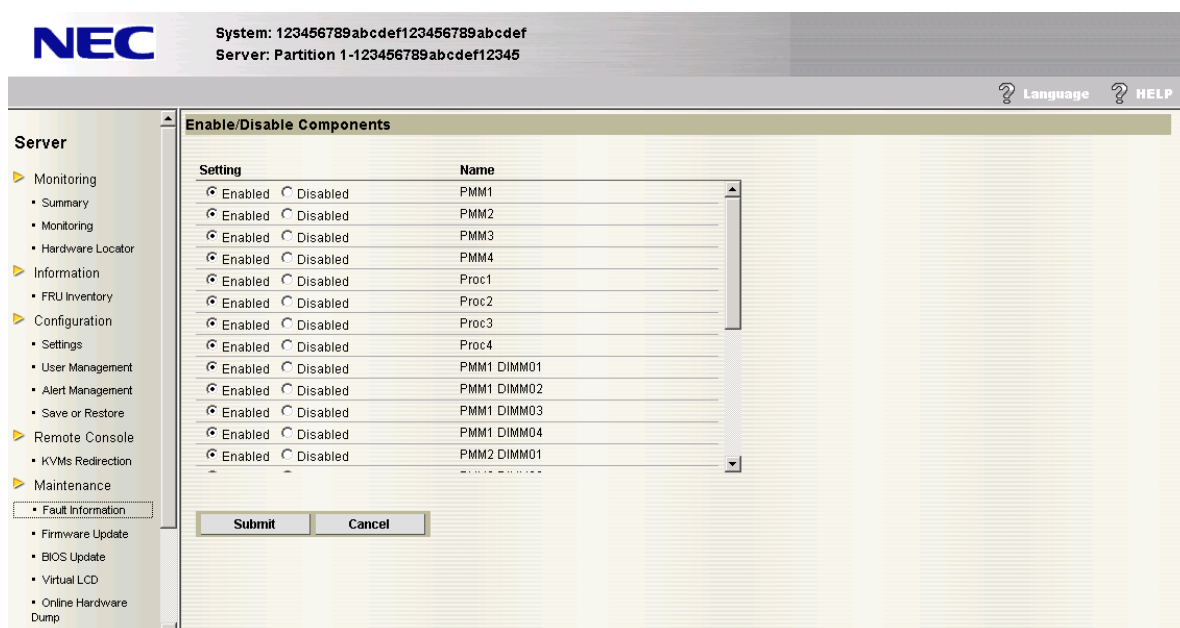 NEC
System: 123456789abcdef123456789abcdef
Server: Partition 1-123456789abcdef12345
Language HELP
Server
Monitoring
Summary
Monitoring
Hardware Locator
Information
FRU Inventory
Configuration
Settings
User Management
Alert Management
Save or Restore
Remote Console
KVMs Redirection
Maintenance
Fault Information
Firmware Update
BIOS Update
Virtual LCD
Online Hardware
Dump
Enable/Disable Components
Setting Name
Enabled Disabled PMM1
Enabled Disabled PMM2
Enabled Disabled PMM3
Enabled Disabled PMM4
Enabled Disabled Proc1
Enabled Disabled Proc2
Enabled Disabled Proc3
Enabled Disabled Proc4
Enabled Disabled PMM1 DIMM01
Enabled Disabled PMM1 DIMM02
Enabled Disabled PMM1 DIMM03
Enabled Disabled PMM1 DIMM04
Enabled Disabled PMM2 DIMM01
Submit Cancel